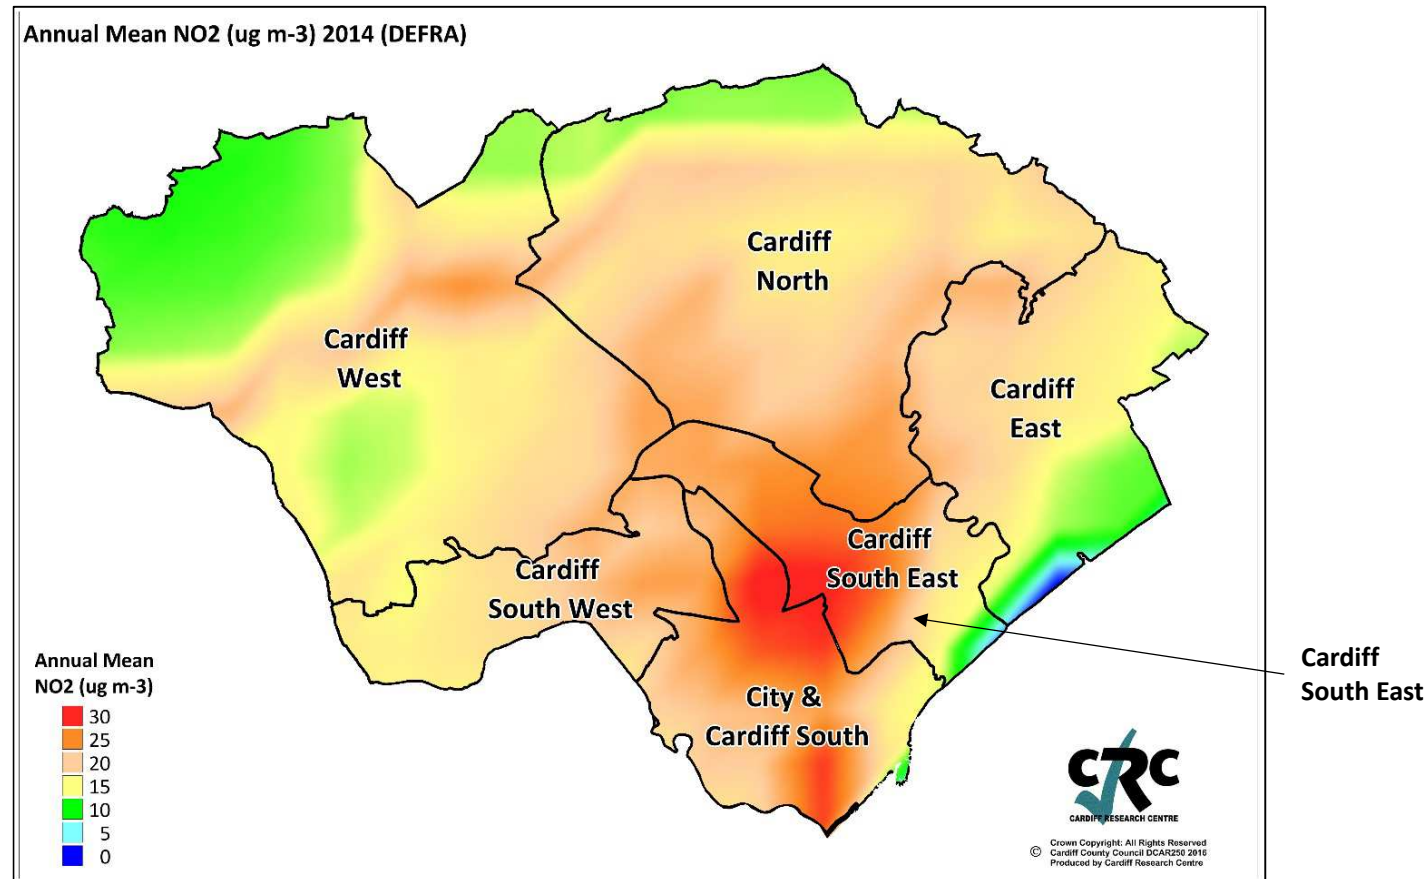 Annual Mean NO2 (ug m-3) 2014 (DEFRA)
Cardiff
North
Cardiff
West
Cardiff
East
Cardiff
South East
Cardiff
South West
Cardiff
South East
City &
Cardiff South
Annual Mean
NO2 (ug m-3)
30
25
20
15
10
5
0
CRC
CARDIFF RESEARCH CENTRE
© Crown Copyright: All Rights Reserved
Cardiff County Council DCAR250 2016
Produced by Cardiff Research Centre